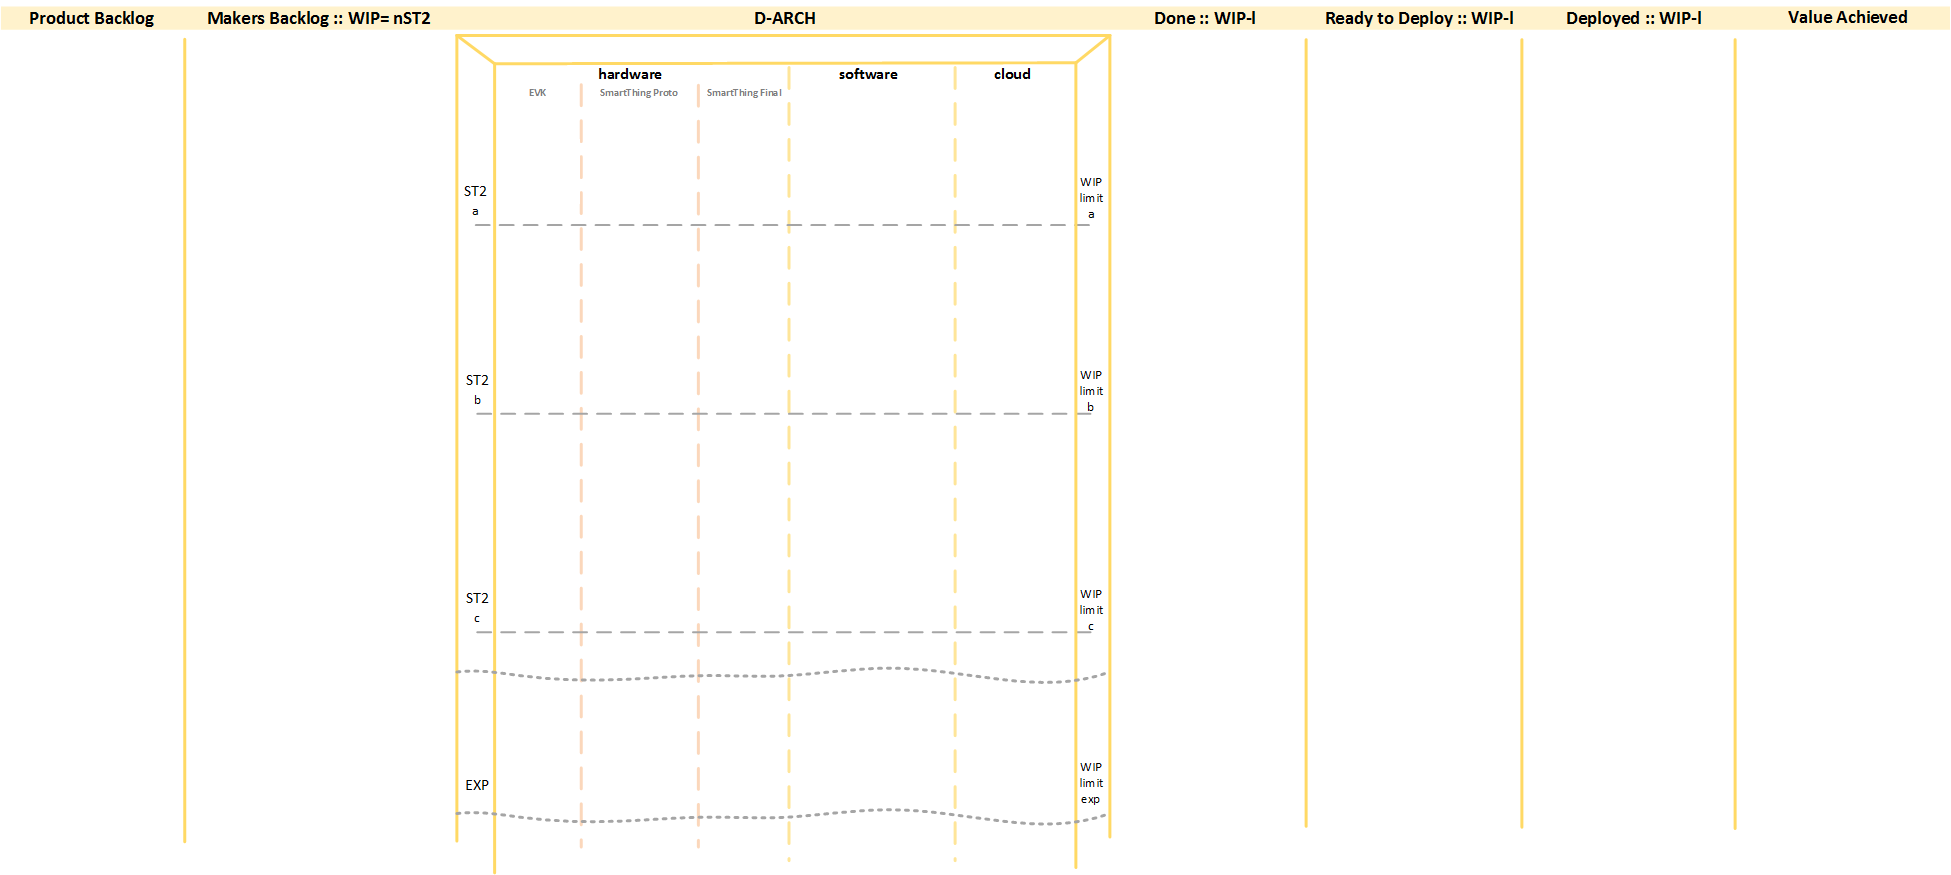 Product Backlog
Makers Backlog :: WIP= nST2
D-ARCH
Done :: WIP-l
Ready to Deploy :: WIP-l
Deployed :: WIP-l
Value Achieved
hardware
software
cloud
EVK
SmartThing Proto
SmartThing Final
ST2
a
WIP
limit
a
ST2
b
WIP
limit
b
ST2
c
WIP
limit
c
EXP
WIP
limit
exp